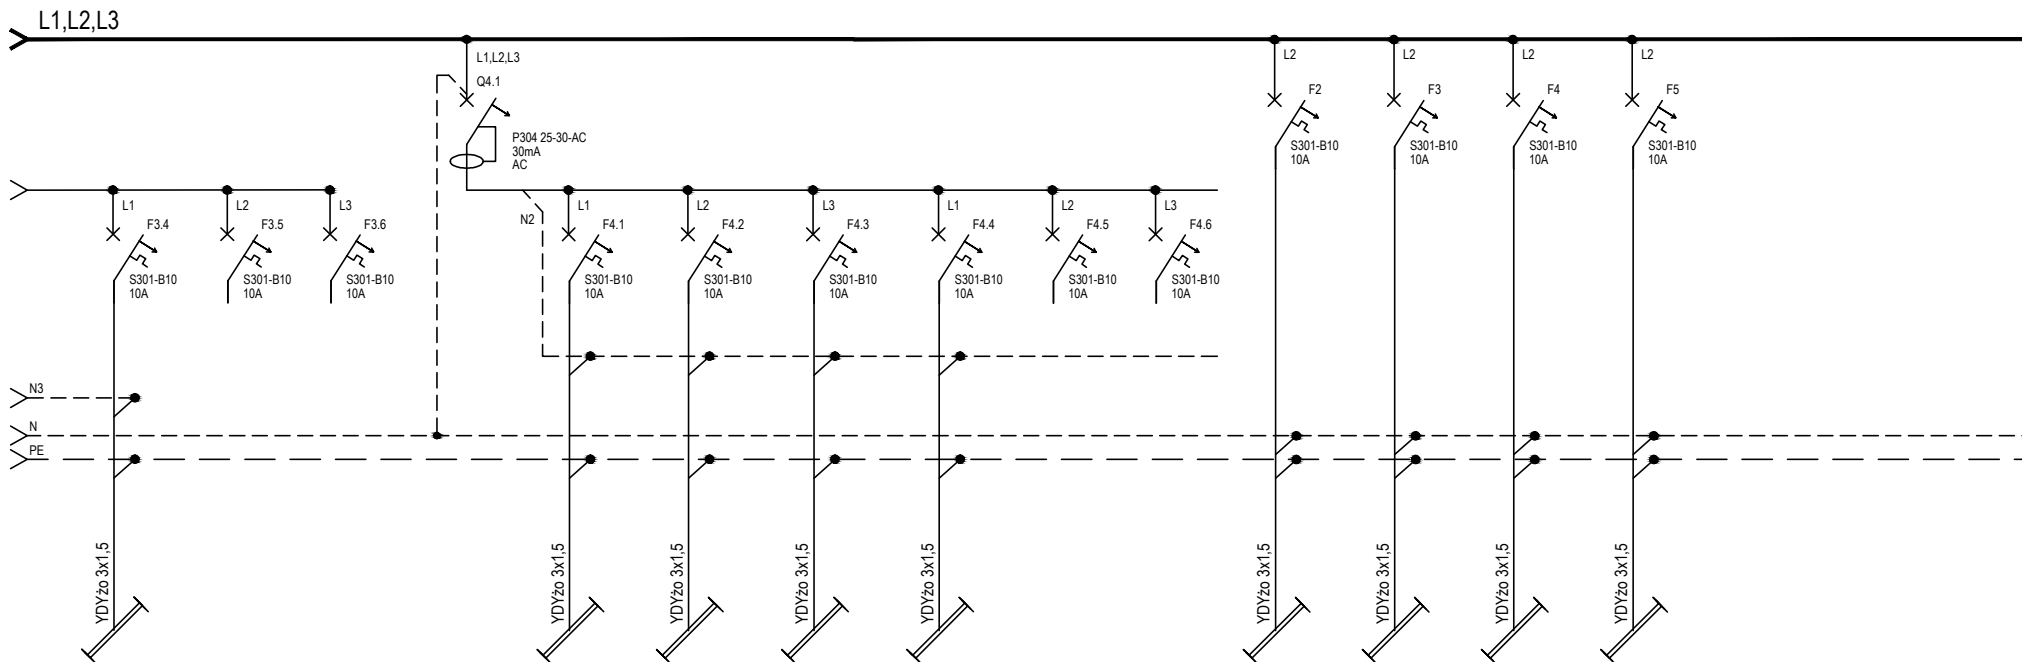 L1,L2,L3
L1,L2,L3
Q4.1
P304 25-30-AC
30mA
AC
L2
F2
S301-B10
10A
L2
F3
S301-B10
10A
L2
F4
S301-B10
10A
L2
F5
S301-B10
10A
L1
F3.4
S301-B10
10A
L2
F3.5
S301-B10
10A
L3
F3.6
S301-B10
10A
N2
L1
F4.1
S301-B10
10A
L2
F4.2
S301-B10
10A
L3
F4.3
S301-B10
10A
L1
F4.4
S301-B10
10A
L2
F4.5
S301-B10
10A
L3
F4.6
S301-B10
10A
N3
N
PE
YDYżo 3x1,5
YDYżo 3x1,5
YDYżo 3x1,5
YDYżo 3x1,5
YDYżo 3x1,5
YDYżo 3x1,5
YDYżo 3x1,5
YDYżo 3x1,5
YDYżo 3x1,5